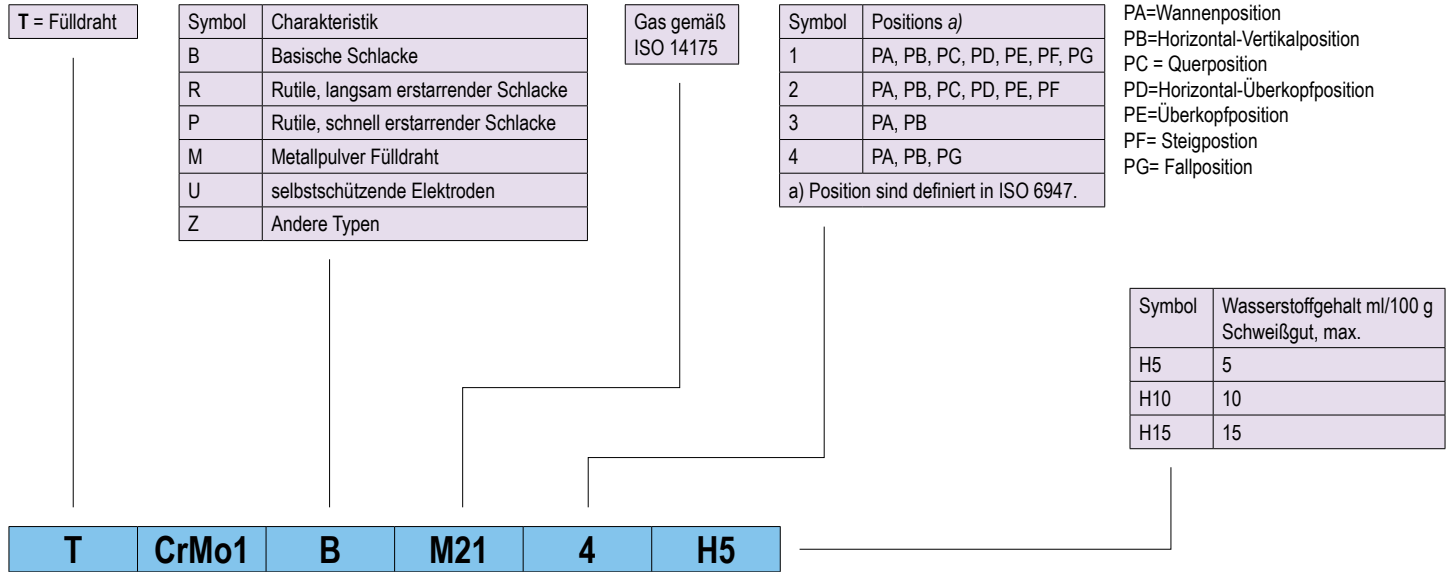 T = Fülldraht
Symbol Charakteristik
B Basische Schlacke
R Rutile, langsam erstarrender Schlacke
P Rutile, schnell erstarrender Schlacke
M Metallpulver Fülldraht
U selbstschützende Elektroden
Z Andere Typen
Gas gemäß
ISO 14175
Symbol Positions a)
1 PA, PB, PC, PD, PE, PF, PG
2 PA, PB, PC, PD, PE, PF
3 PA, PB
4 PA, PB, PG
a) Position sind definiert in ISO 6947.
PA=Wannenposition
PB=Horizontal-Vertikalposition
PC = Querposition
PD=Horizontal-Überkopfposition
PE=Überkopfposition
PF= Steigpostion
PG= Fallposition
Symbol Wasserstoffgehalt ml/100 g
Schweißgut, max.
H5 5
H10 10
H15 15
T CrMo1 B M21 4 H5